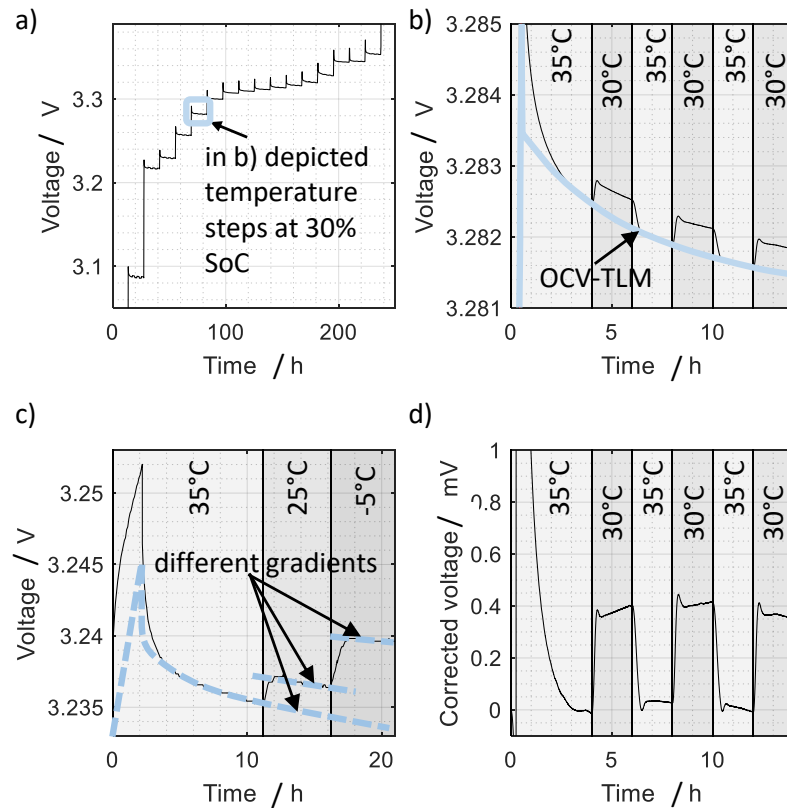 a)
3.3
3.2
3.1
0
100
200
Voltage / V
Time / h
in b) depicted
temperature
steps at 30%
SoC
b)
3.285
3.284
3.283
3.282
3.281
0
5
10
Voltage / V
Time / h
35°C
30°C
35°C
30°C
35°C
30°C
OCV-TLM
c)
3.25
3.245
3.24
3.235
0
10
20
Voltage / V
Time / h
35°C
25°C
-5°C
different gradients
d)
1
0.8
0.6
0.4
0.2
0
0
5
10
Corrected voltage / mV
Time / h
35°C
30°C
35°C
30°C
35°C
30°C